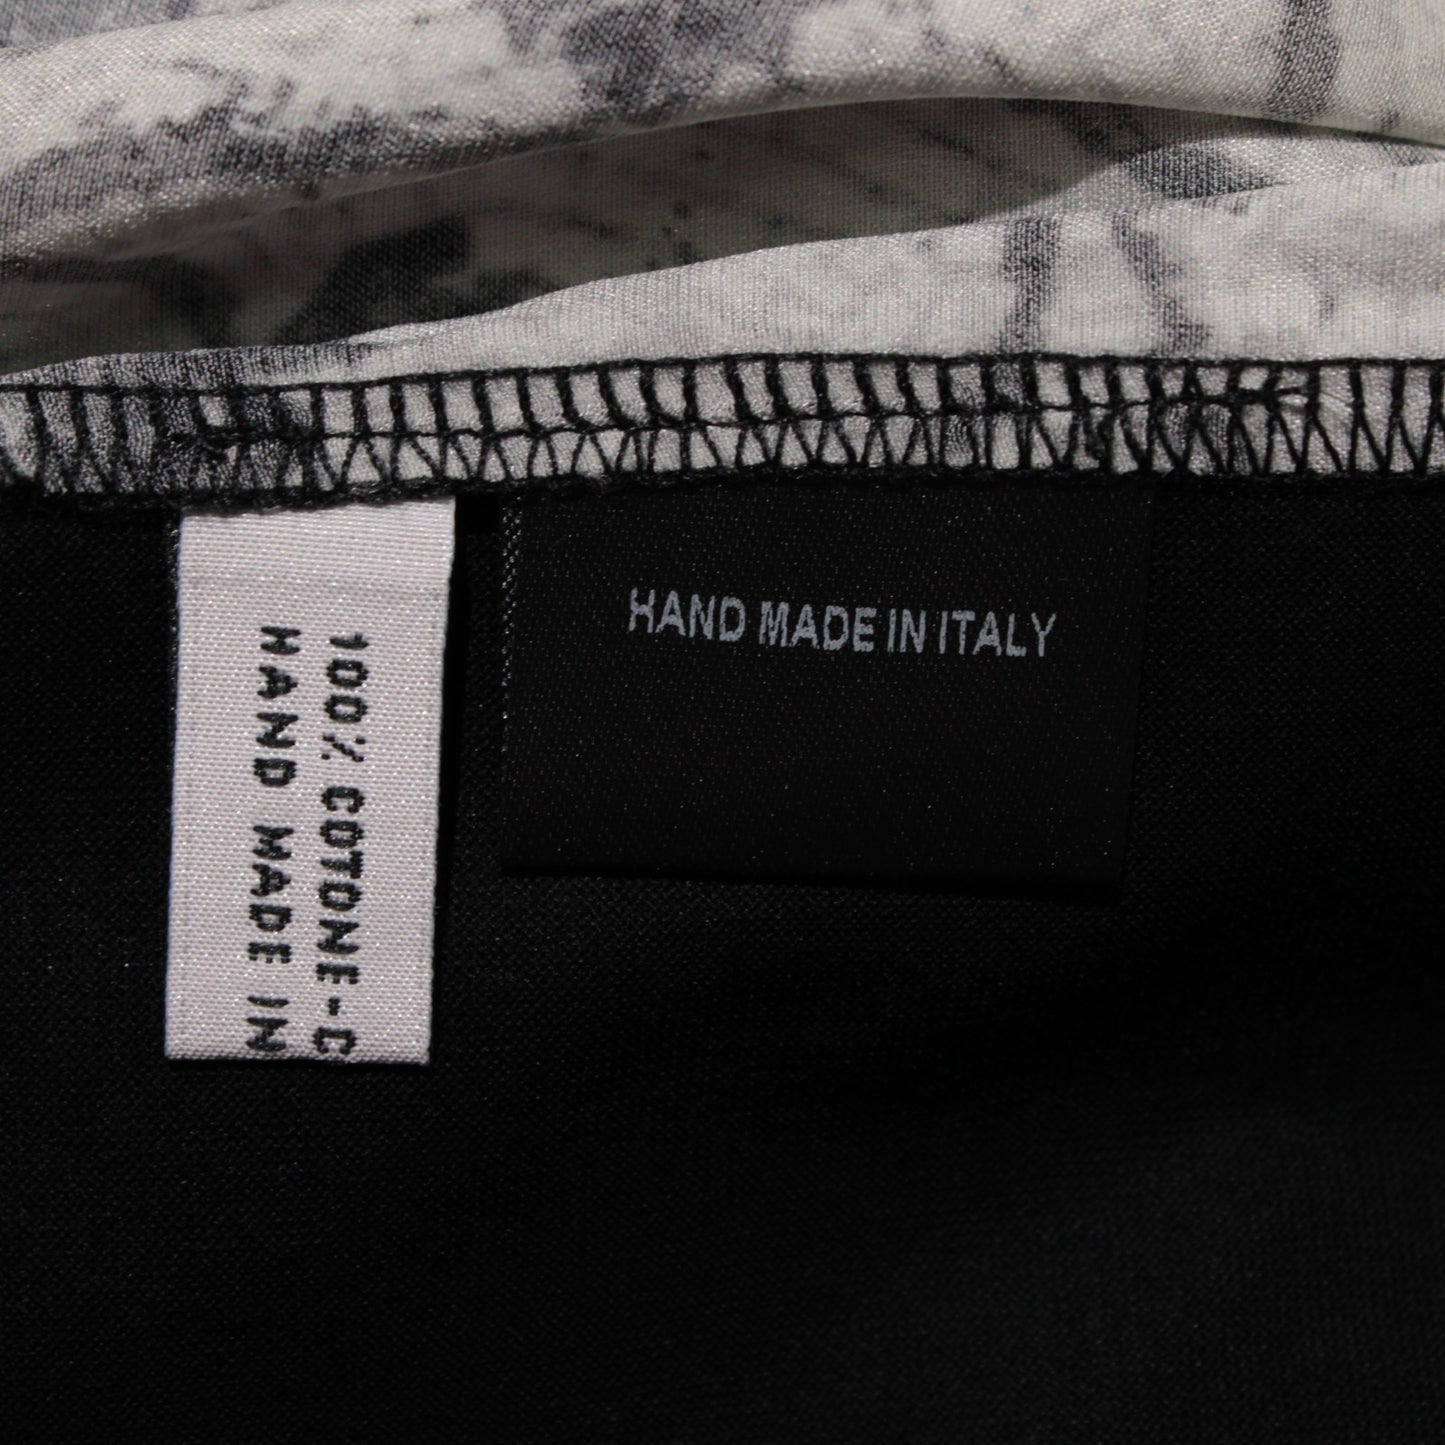 100% COTONE-C
HAND MADE IN
HAND MADE IN ITALY